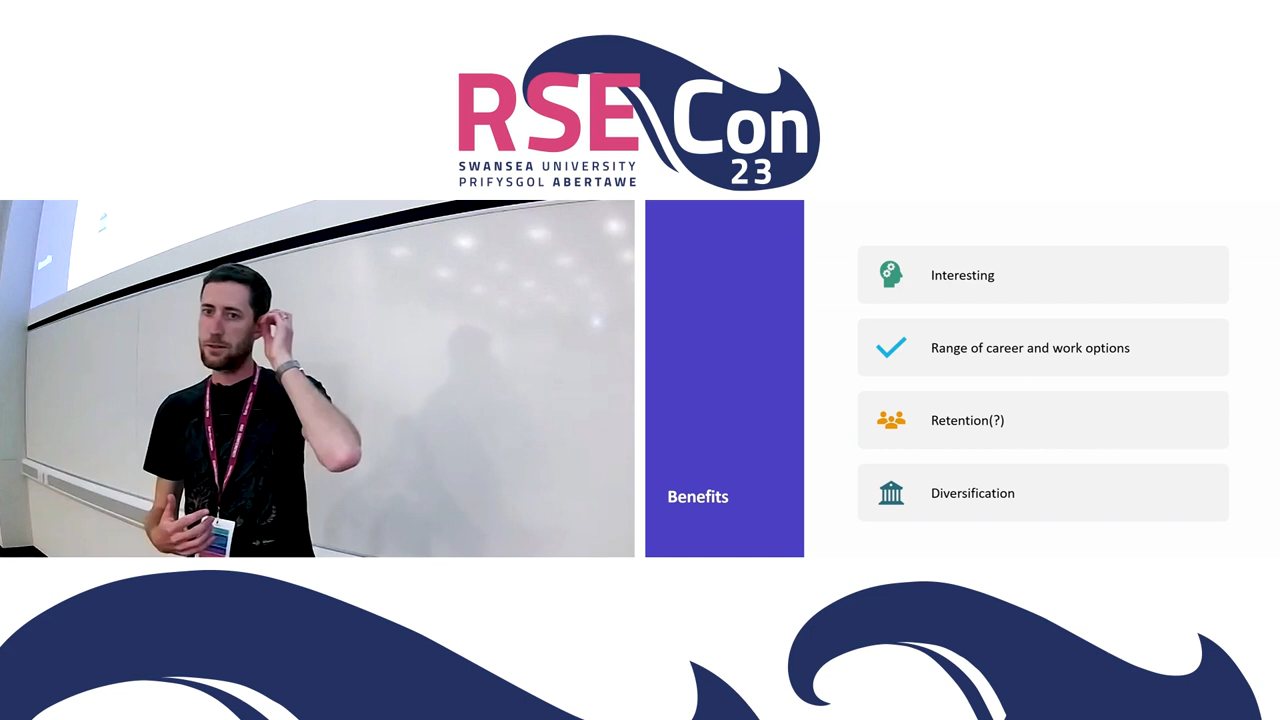 RSE Con
23
SWANSEA UNIVERSITY
PRIFYSGOL ABERTAWE
Benefits
Interesting
Range of career and work options
Retention(?)
Diversification